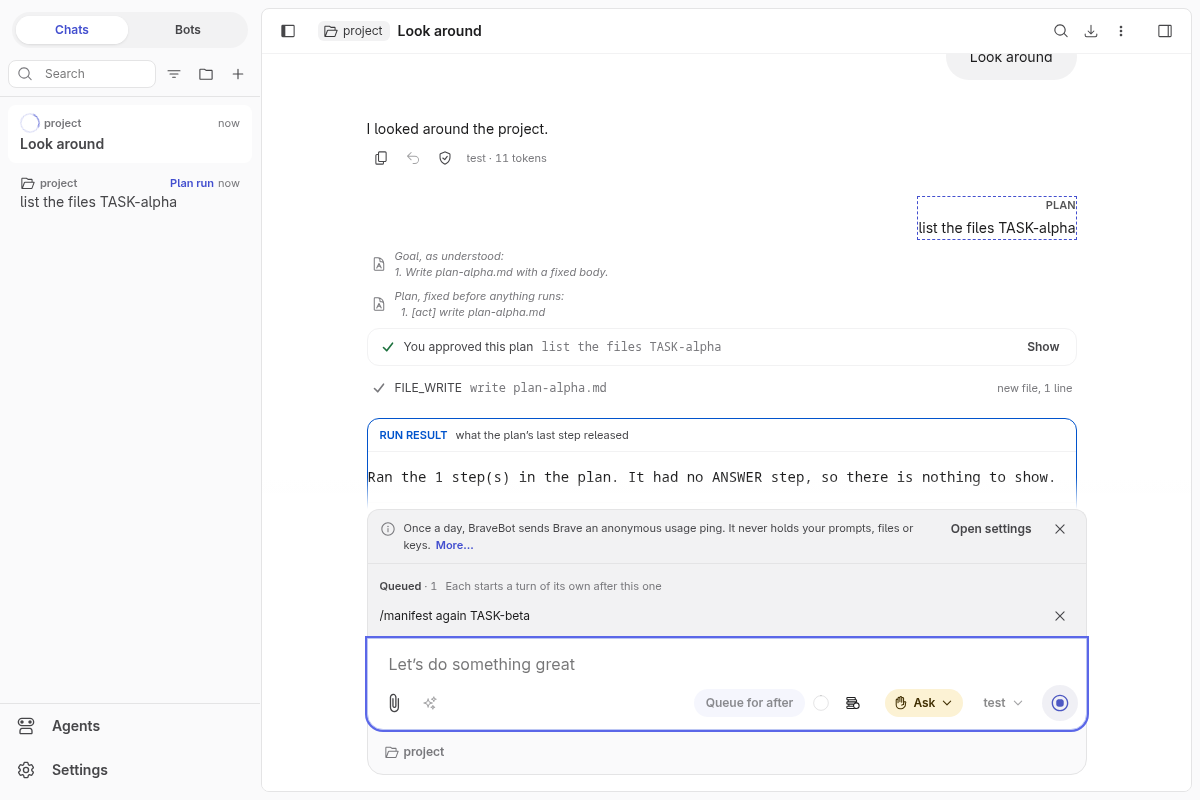 Chats
Bots
Search
project
now
Look around
project
Plan run now
list the files TASK-alpha
Agents
Settings
project
Look around
Look around
I looked around the project.
test · 11 tokens
PLAN
list the files TASK-alpha
Goal, as understood:
1. Write plan-alpha.md with a fixed body.
Plan, fixed before anything runs:
1. [act] write plan-alpha.md
You approved this plan list the files TASK-alpha
Show
FILE_WRITE write plan-alpha.md
new file, 1 line
RUN RESULT what the plan’s last step released
Ran the 1 step(s) in the plan. It had no ANSWER step, so there is nothing to show.
Once a day, BraveBot sends Brave an anonymous usage ping. It never holds your prompts, files or
keys. More...
Open settings
Queued · 1 Each starts a turn of its own after this one
/manifest again TASK-beta
Let’s do something great
Queue for after
Ask
test
project